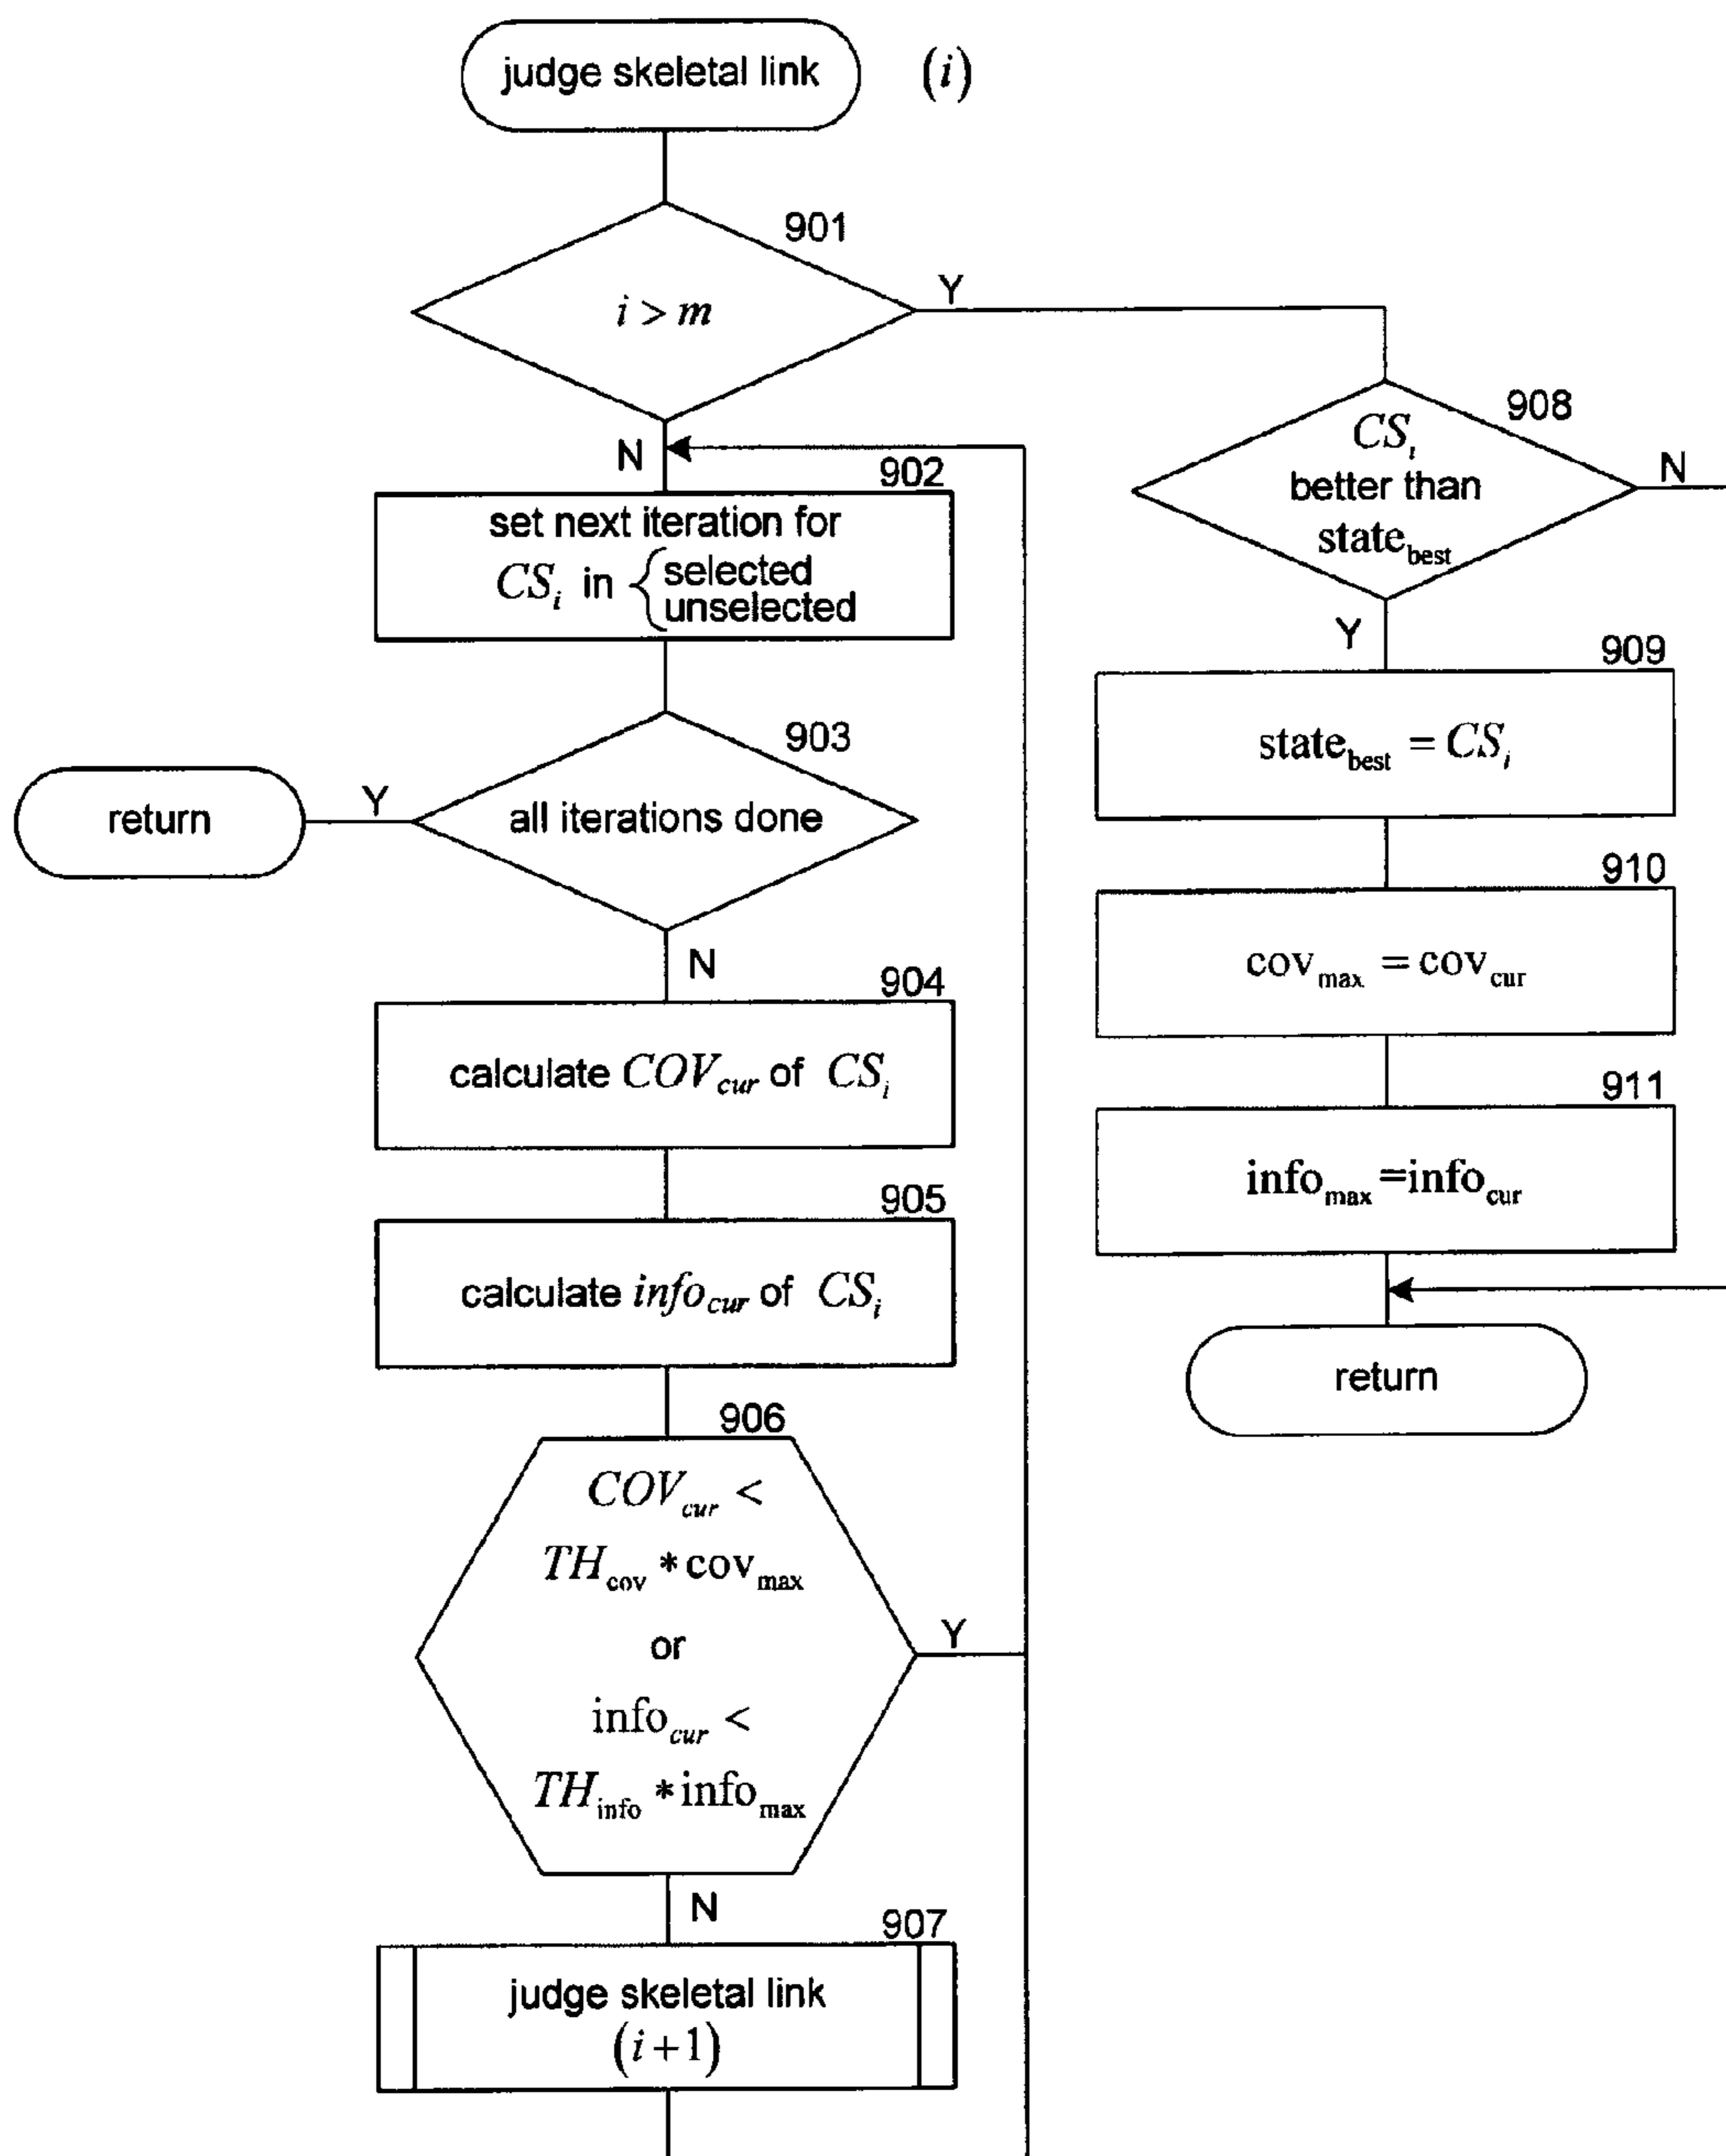 judge skeletal link (i)
901
i > m
Y
N
902
set next iteration for
CS_i in { selected
unselected
903
all iterations done
Y
return
N
904
calculate COV_cur of CS_i
905
calculate info_cur of CS_i
906
COV_cur <
TH_cov * cov_max
or
info_cur <
TH_info * info_max
Y
N
907
judge skeletal link
(i+1)
908
CS_i
better than
state_best
N
Y
909
state_best = CS_i
910
cov_max = cov_cur
911
info_max =info_cur
return